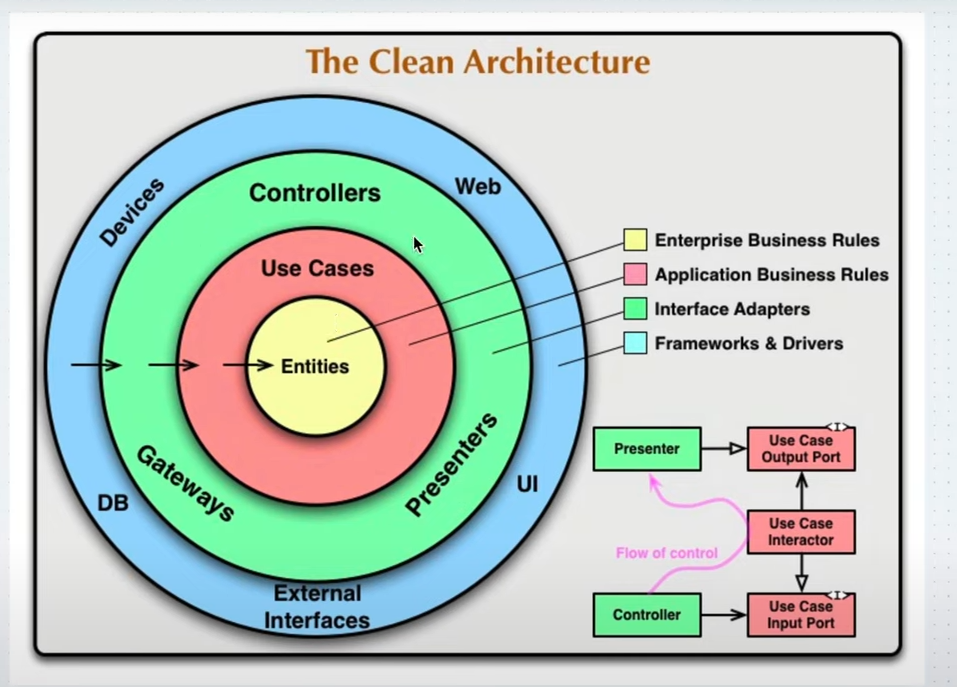 The Clean Architecture
Devices
Web
Controllers
Use Cases
Entities
Gateways
Presenters
DB
UI
External
Interfaces
Enterprise Business Rules
Application Business Rules
Interface Adapters
Frameworks & Drivers
Presenter
<I>
Use Case
Output Port
Use Case
Interactor
Flow of control
Controller
<I>
Use Case
Input Port